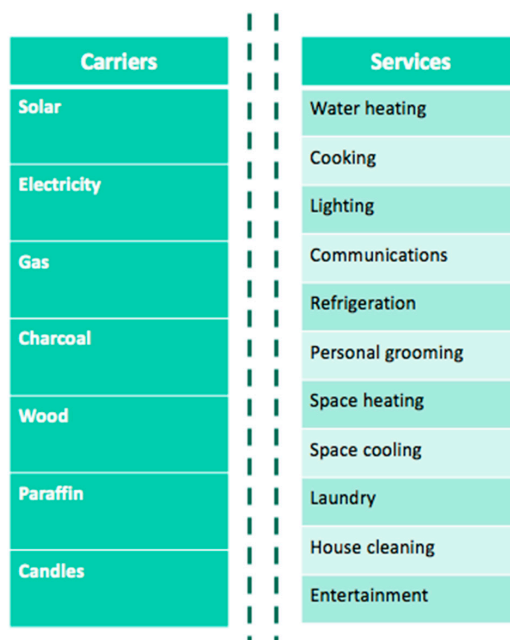 Carriers
Solar
Electricity
Gas
Charcoal
Wood
Paraffin
Candles
Services
Water heating
Cooking
Lighting
Communications
Refrigeration
Personal grooming
Space heating
Space cooling
Laundry
House cleaning
Entertainment